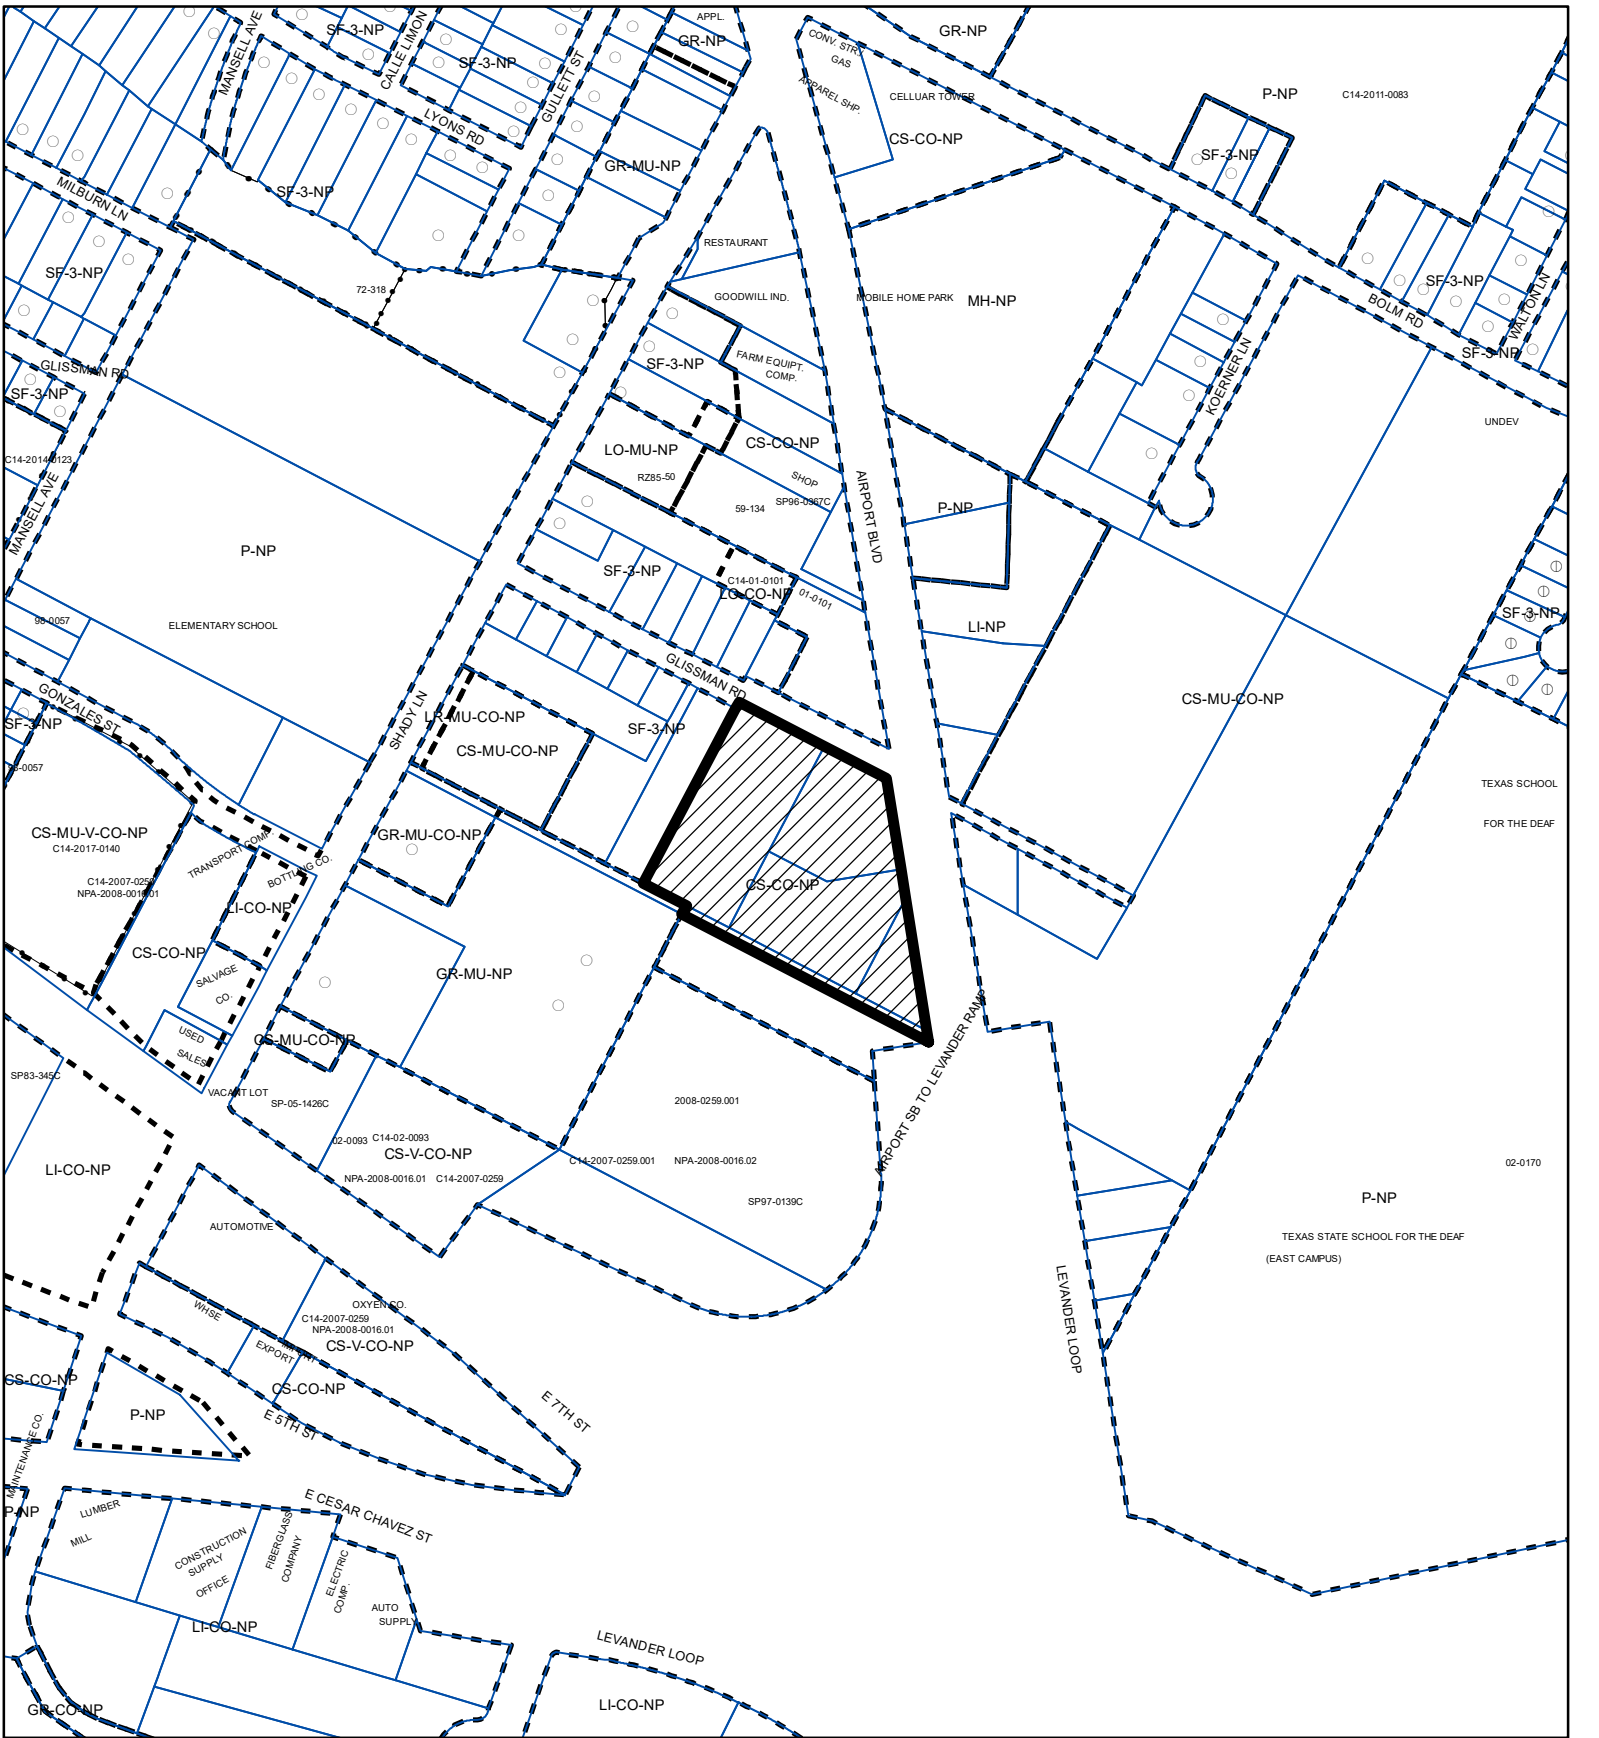 MANSELL AVE
SF-3-NP
CALLE LIMON
SF-3-NP
GULLETT ST
APPL.
GR-NP
CONV. STR.
GAS
APPAREL SHP.
GR-NP
CELLUAR TOWER
CS-CO-NP
P-NP
C14-2011-0083
SF-3-NP
LYONS RD
GR-MU-NP
SF-3-NP
MILBURN LN
SF-3-NP
72-318
RESTAURANT
GOODWILL IND.
MOBILE HOME PARK
MH-NP
SF-3-NP
BOLM RD
WALTON LN
SF-3-NP
KOERNER LN
UNDEV
GLISSMAN RD
SF-3-NP
SF-3-NP
FARM EQUIPT.
COMP.
C14-2014-0123
MANSELL AVE
LO-MU-NP
RZ85-50
CS-CO-NP
SHOP
SP96-0367C
59-134
AIRPORT BLVD
P-NP
P-NP
ELEMENTARY SCHOOL
98-0057
SF-3-NP
C14-01-0101
LO-CO-NP
01-0101
LI-NP
SF-3-NP
GLISSMAN RD
CS-MU-CO-NP
GONZALES ST
SF-3-NP
SHADY LN
LR-MU-CO-NP
CS-MU-CO-NP
SF-3-NP
TEXAS SCHOOL
FOR THE DEAF
CS-MU-V-CO-NP
C14-2017-0140
C14-2007-0259
NPA-2008-0016.01
TRANSPORT COMP.
BOTTLING CO.
GR-MU-CO-NP
CS-CO-NP
LI-CO-NP
CS-CO-NP
SALVAGE
CO.
GR-MU-NP
USED
SALES
CS-MU-CO-NP
AIRPORT SB TO LEVANDER RAMP
SP83-345C
VACANT LOT
SP-05-1426C
2008-0259.001
02-0093
C14-02-0093
CS-V-CO-NP
NPA-2008-0016.01
C14-2007-0259
C14-2007-0259.001
NPA-2008-0016.02
SP97-0139C
LI-CO-NP
02-0170
P-NP
TEXAS STATE SCHOOL FOR THE DEAF
(EAST CAMPUS)
AUTOMOTIVE
LEVANDER LOOP
WHSE
OXYEN CO.
C14-2007-0259
NPA-2008-0016.01
CS-V-CO-NP
EXPORT
CS-CO-NP
CS-CO-NP
P-NP
E 5TH ST
E 7TH ST
MAINTENANCE CO.
P-NP
LUMBER
MILL
E CESAR CHAVEZ ST
CONSTRUCTION
SUPPLY
OFFICE
FIBERGLASS
COMPANY
ELECTRIC
COMP.
AUTO
SUPPLY
LI-CO-NP
LEVANDER LOOP
LI-CO-NP
GR-CO-NP